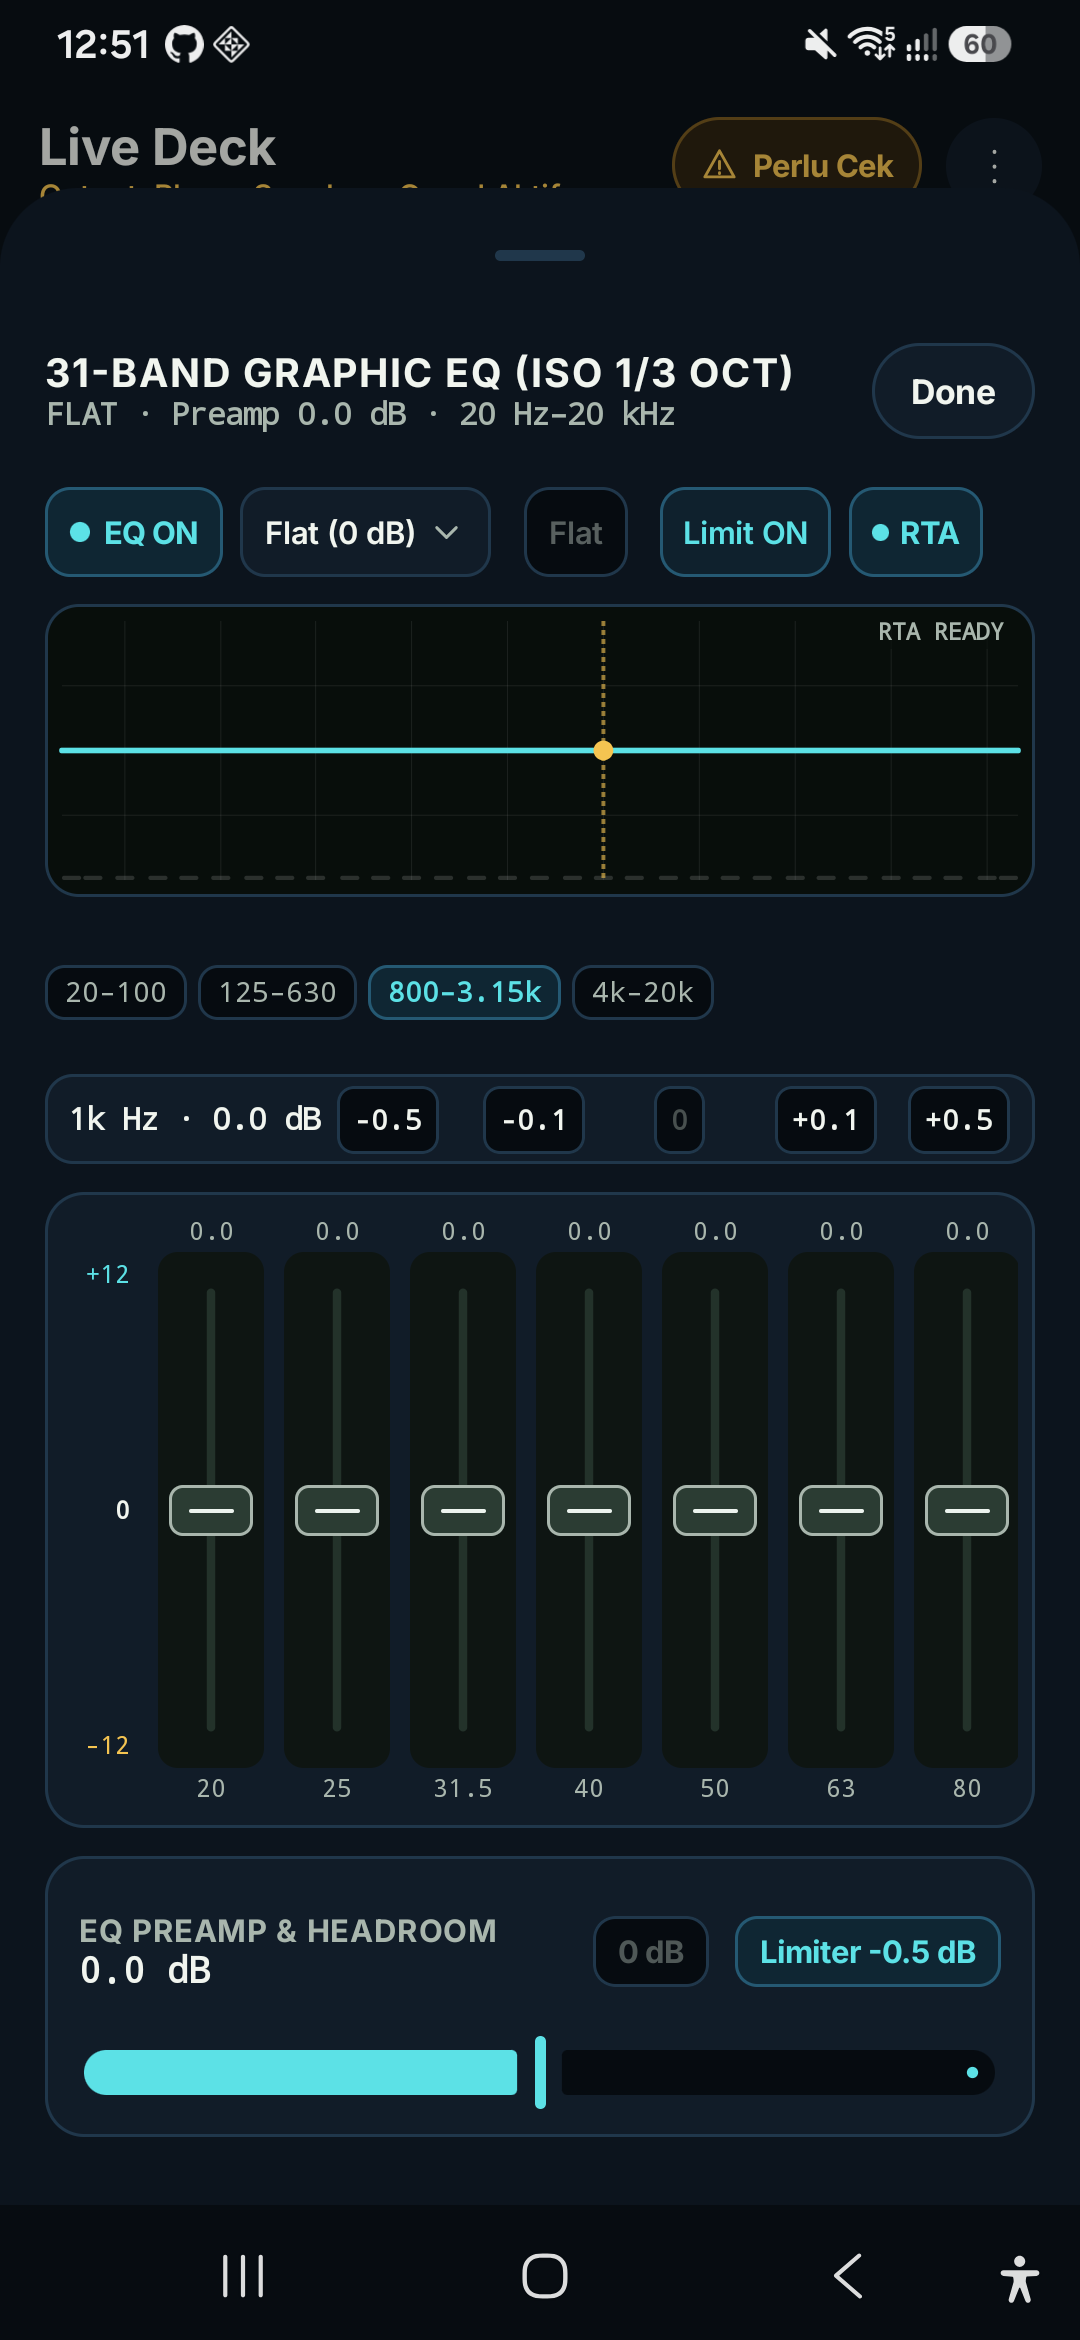 12:51
5
60
Live Deck
Perlu Cek
31-BAND GRAPHIC EQ (ISO 1/3 OCT)
FLAT · Preamp 0.0 dB · 20 Hz–20 kHz
Done
EQ ON
Flat (0 dB)
Flat
Limit ON
RTA
RTA READY
20–100
125–630
800–3.15k
4k–20k
1k Hz · 0.0 dB
-0.5
-0.1
0
+0.1
+0.5
0.0 0.0 0.0 0.0 0.0 0.0 0.0
+12
0
−12
20 25 31.5 40 50 63 80
EQ PREAMP & HEADROOM
0.0 dB
0 dB
Limiter -0.5 dB